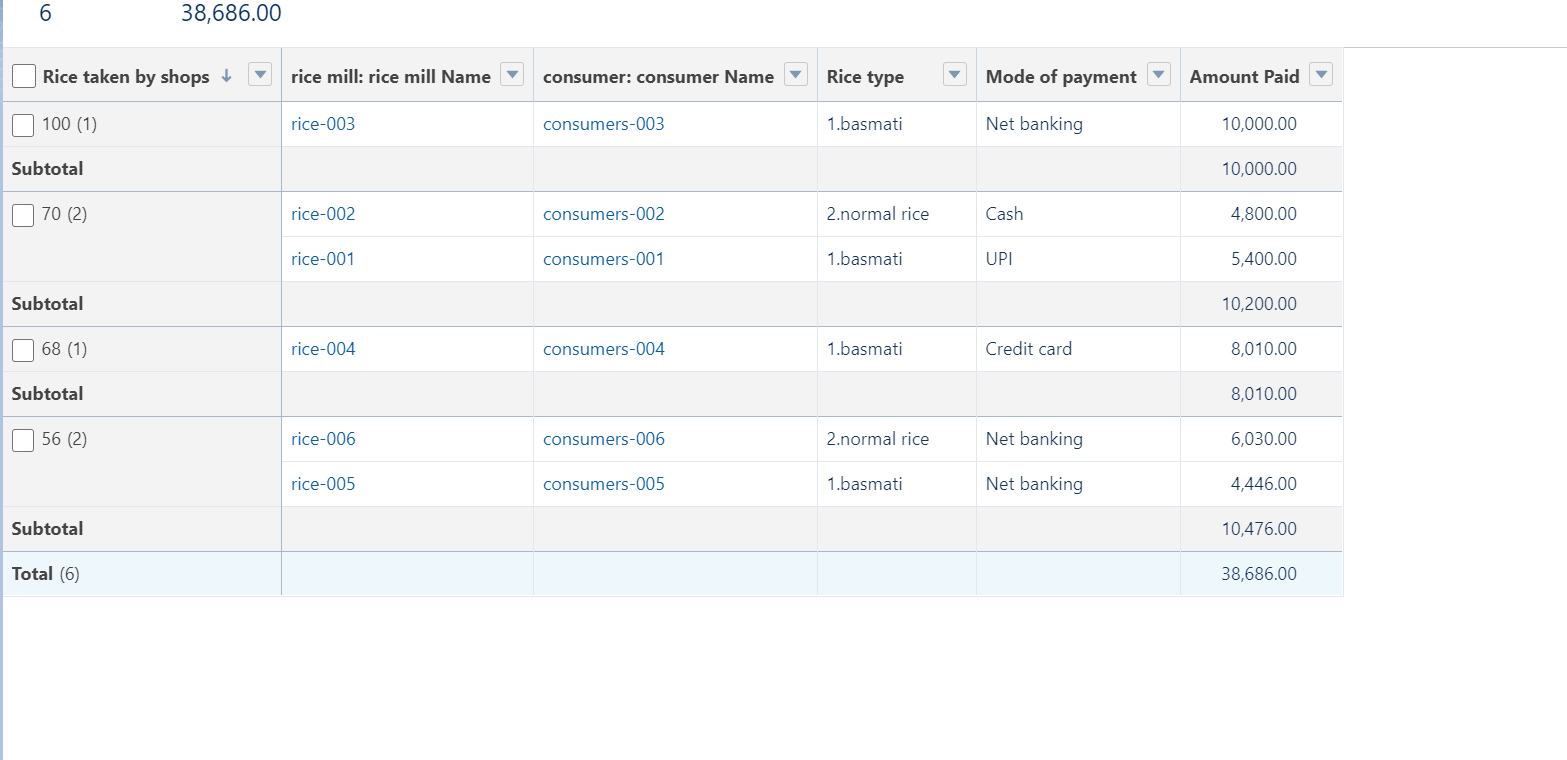 6 38,686.00
Rice taken by shops ↓ rice mill: rice mill Name consumer: consumer Name Rice type Mode of payment Amount Paid
100 (1) rice-003 consumers-003 1.basmati Net banking 10,000.00
Subtotal 10,000.00
70 (2) rice-002 consumers-002 2.normal rice Cash 4,800.00
rice-001 consumers-001 1.basmati UPI 5,400.00
Subtotal 10,200.00
68 (1) rice-004 consumers-004 1.basmati Credit card 8,010.00
Subtotal 8,010.00
56 (2) rice-006 consumers-006 2.normal rice Net banking 6,030.00
rice-005 consumers-005 1.basmati Net banking 4,446.00
Subtotal 10,476.00
Total (6) 38,686.00